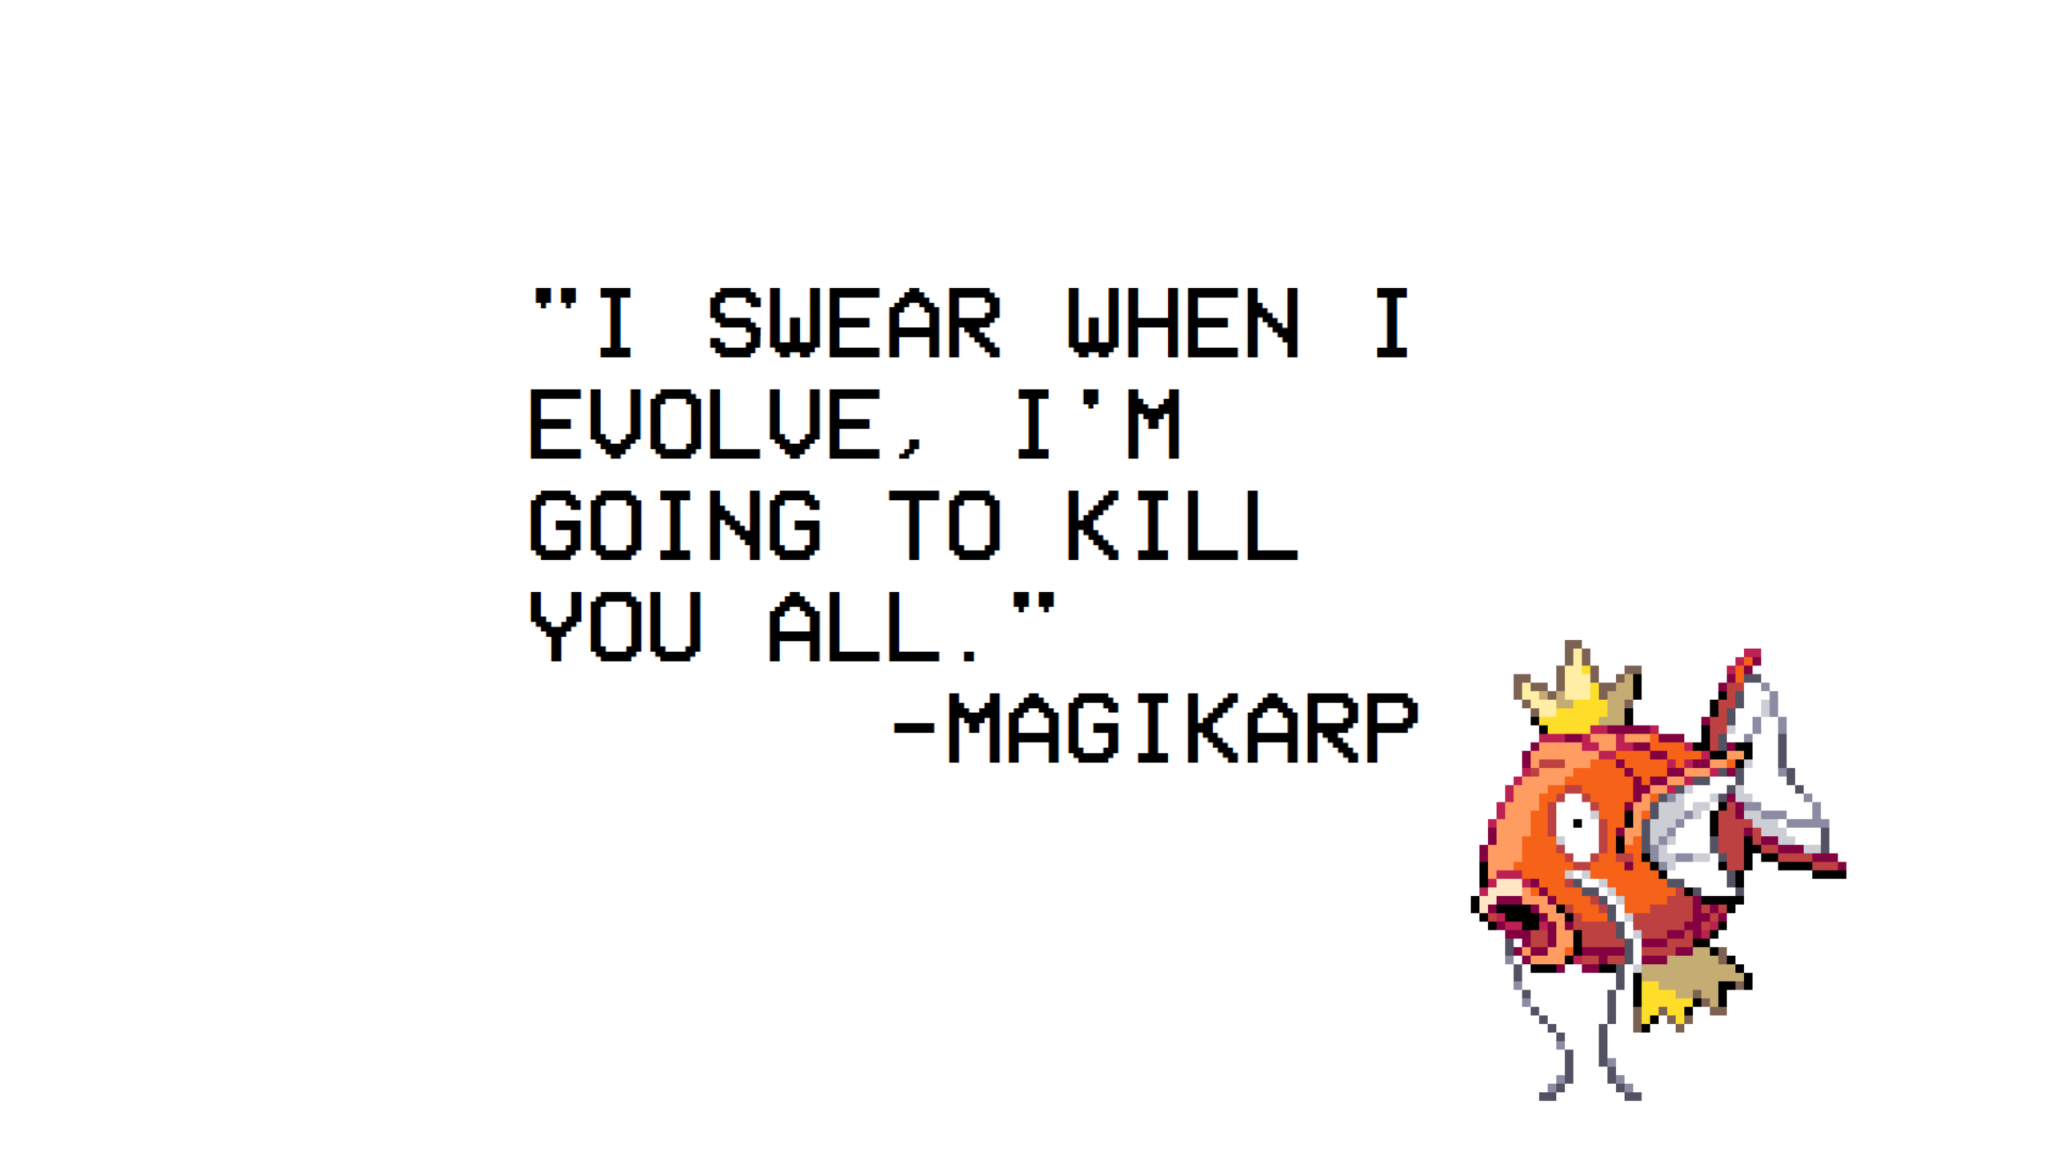 "I SWEAR WHEN I
EVOLVE, I'M
GOING TO KILL
YOU ALL."
-MAGIKARP